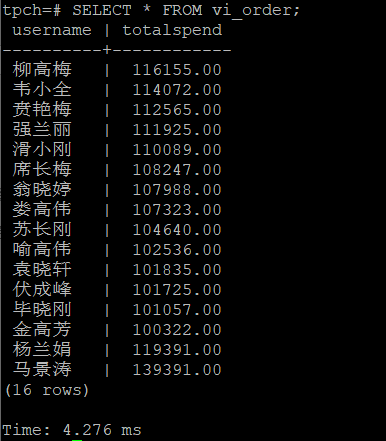 tpch=# SELECT * FROM vi_order;
username | totalspend
----------+------------
柳高梅 | 116155.00
韦小全 | 114072.00
贲艳梅 | 112565.00
强兰丽 | 111925.00
滑小刚 | 110089.00
席长梅 | 108247.00
翁晓婷 | 107988.00
娄高伟 | 107323.00
苏长刚 | 104640.00
喻高伟 | 102536.00
袁晓轩 | 101835.00
伏成峰 | 101725.00
毕晓刚 | 101057.00
金高芳 | 100322.00
杨兰娟 | 119391.00
马景涛 | 139391.00
(16 rows)
Time: 4.276 ms